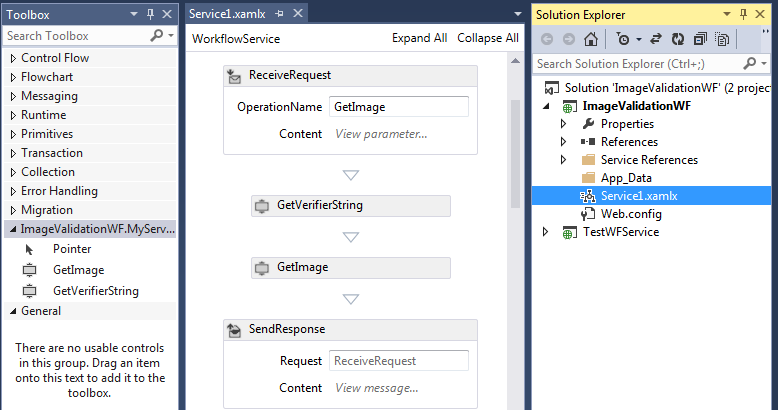 Toolbox
Search Toolbox
Control Flow
Flowchart
Messaging
Runtime
Primitives
Transaction
Collection
Error Handling
Migration
ImageValidationWF.MyServ...
Pointer
GetImage
GetVerifierString
General
There are no usable controls
in this group. Drag an item
onto this text to add it to the
toolbox.
Service1.xamlx
WorkflowService
Expand All
Collapse All
ReceiveRequest
OperationName
GetImage
Content
View parameter...
GetVerifierString
GetImage
SendResponse
Request
ReceiveRequest
Content
View message...
Solution Explorer
Search Solution Explorer (Ctrl+;)
Solution 'ImageValidationWF' (2 project
ImageValidationWF
Properties
References
Service References
App_Data
Service1.xamlx
Web.config
TestWFService